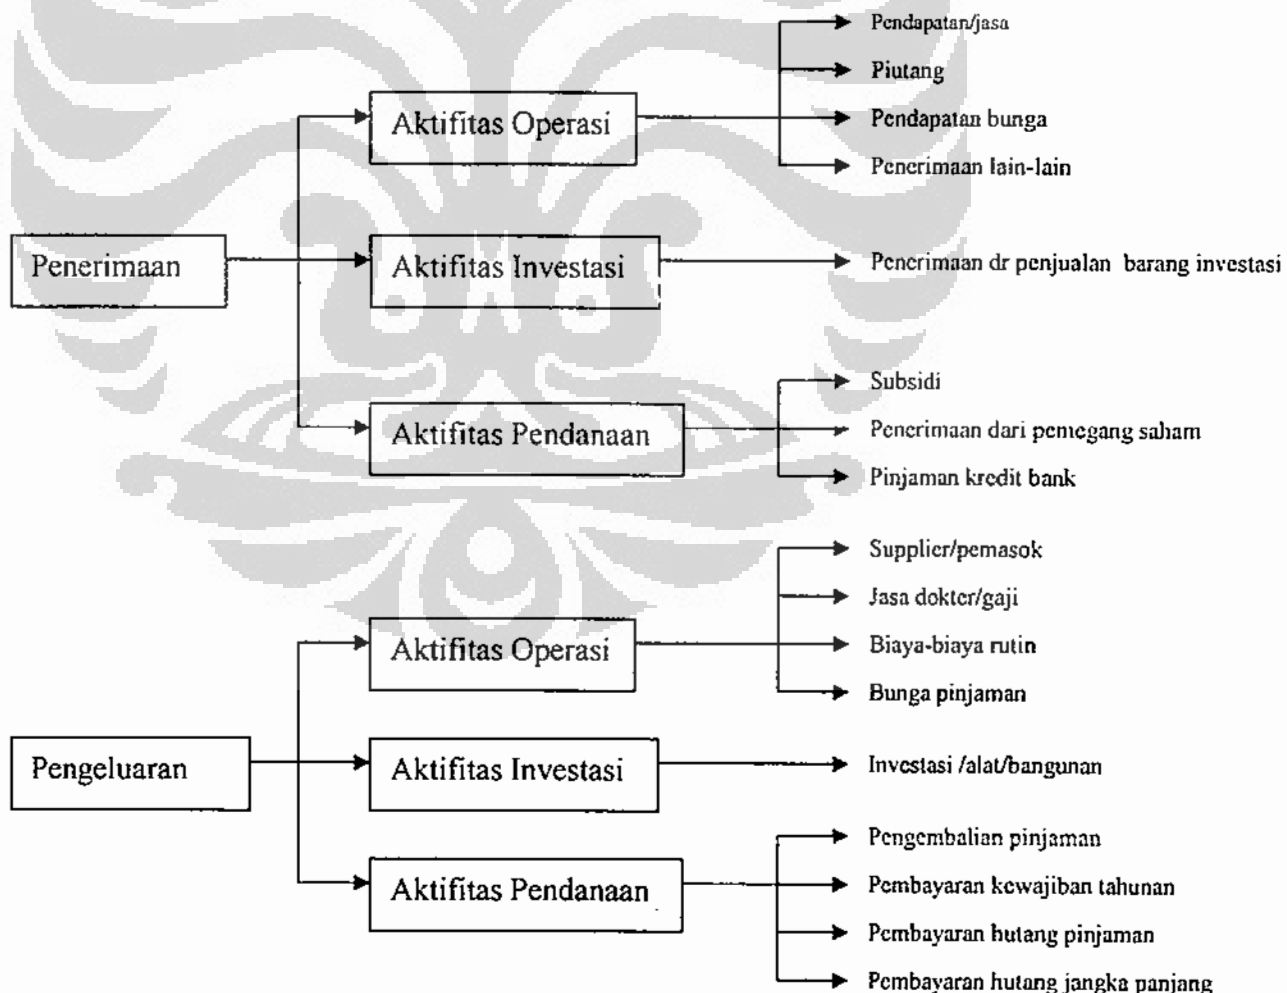 Pendapatan/jasa
Piutang
Aktifitas Operasi
Pendapatan bunga
Penerimaan lain-lain
Penerimaan
Aktifitas Investasi
Penerimaan dr penjualan barang investasi
Subsidi
Aktifitas Pendanaan
Penerimaan dari pemegang saham
Pinjaman kredit bank
Supplier/pemasok
Jasa dokter/gaji
Aktifitas Operasi
Biaya-biaya rutin
Bunga pinjaman
Pengeluaran
Aktifitas Investasi
Investasi /alat/bangunan
Pengembalian pinjaman
Aktifitas Pendanaan
Pembayaran kewajiban tahunan
Pembayaran hutang pinjaman
Pembayaran hutang jangka panjang